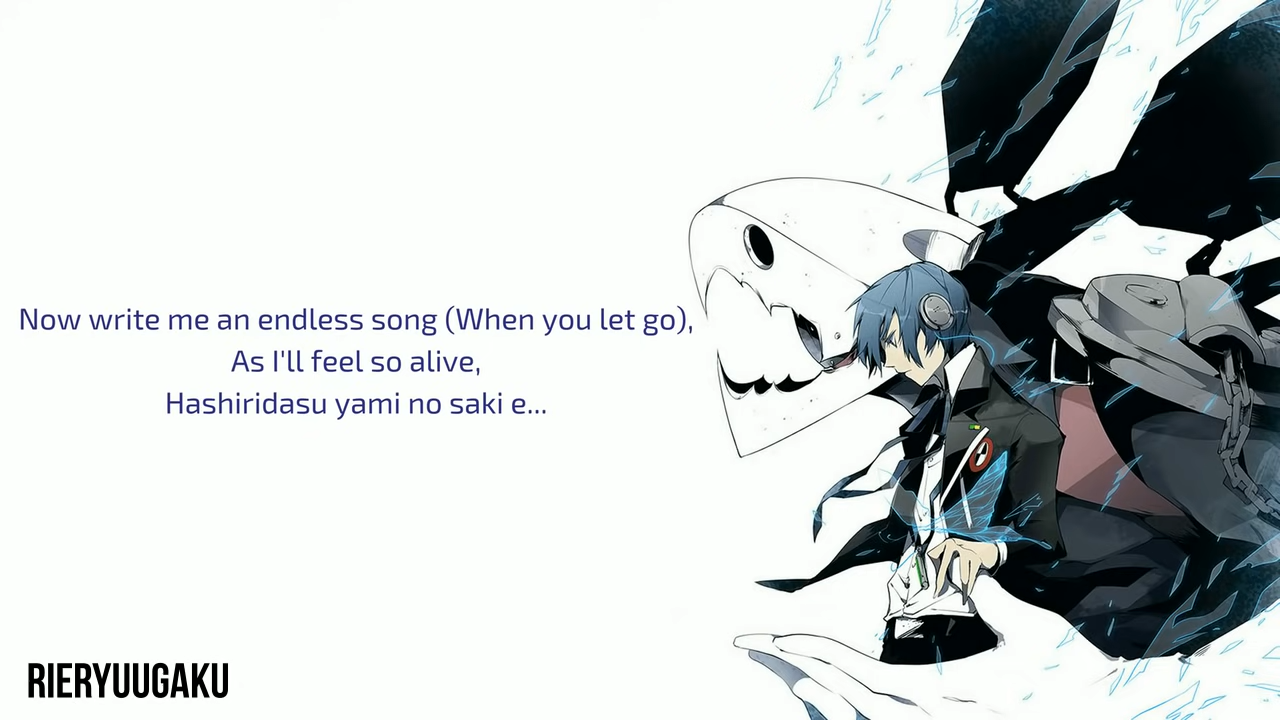 Now write me an endless song (When you let go),
As I'll feel so alive,
Hashiridasu yami no saki e...
RIERYUUGAKU